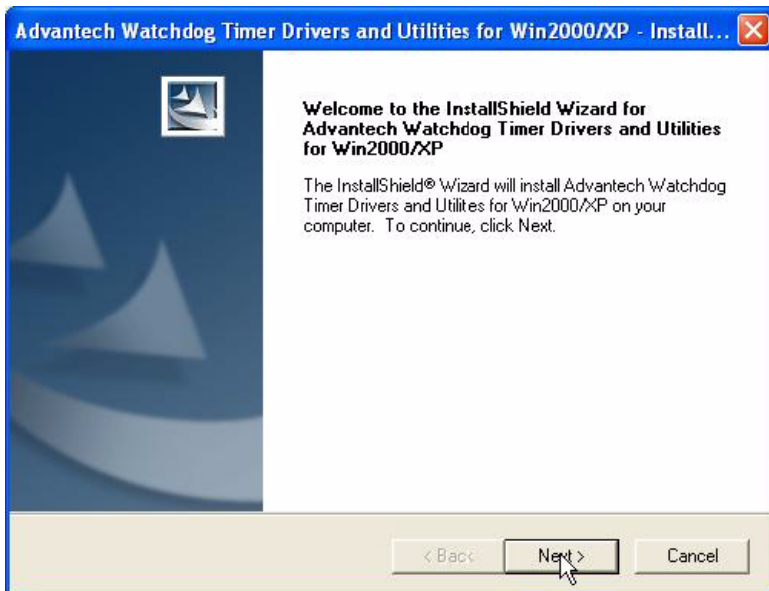 Advantech Watchdog Timer Drivers and Utilities for Win2000/XP - Install...
Welcome to the InstallShield Wizard for
Advantech Watchdog Timer Drivers and Utilities
for Win2000/XP
The InstallShield® Wizard will install Advantech Watchdog
Timer Drivers and Utilites for Win2000/XP on your
computer. To continue, click Next.
< Back
Next >
Cancel